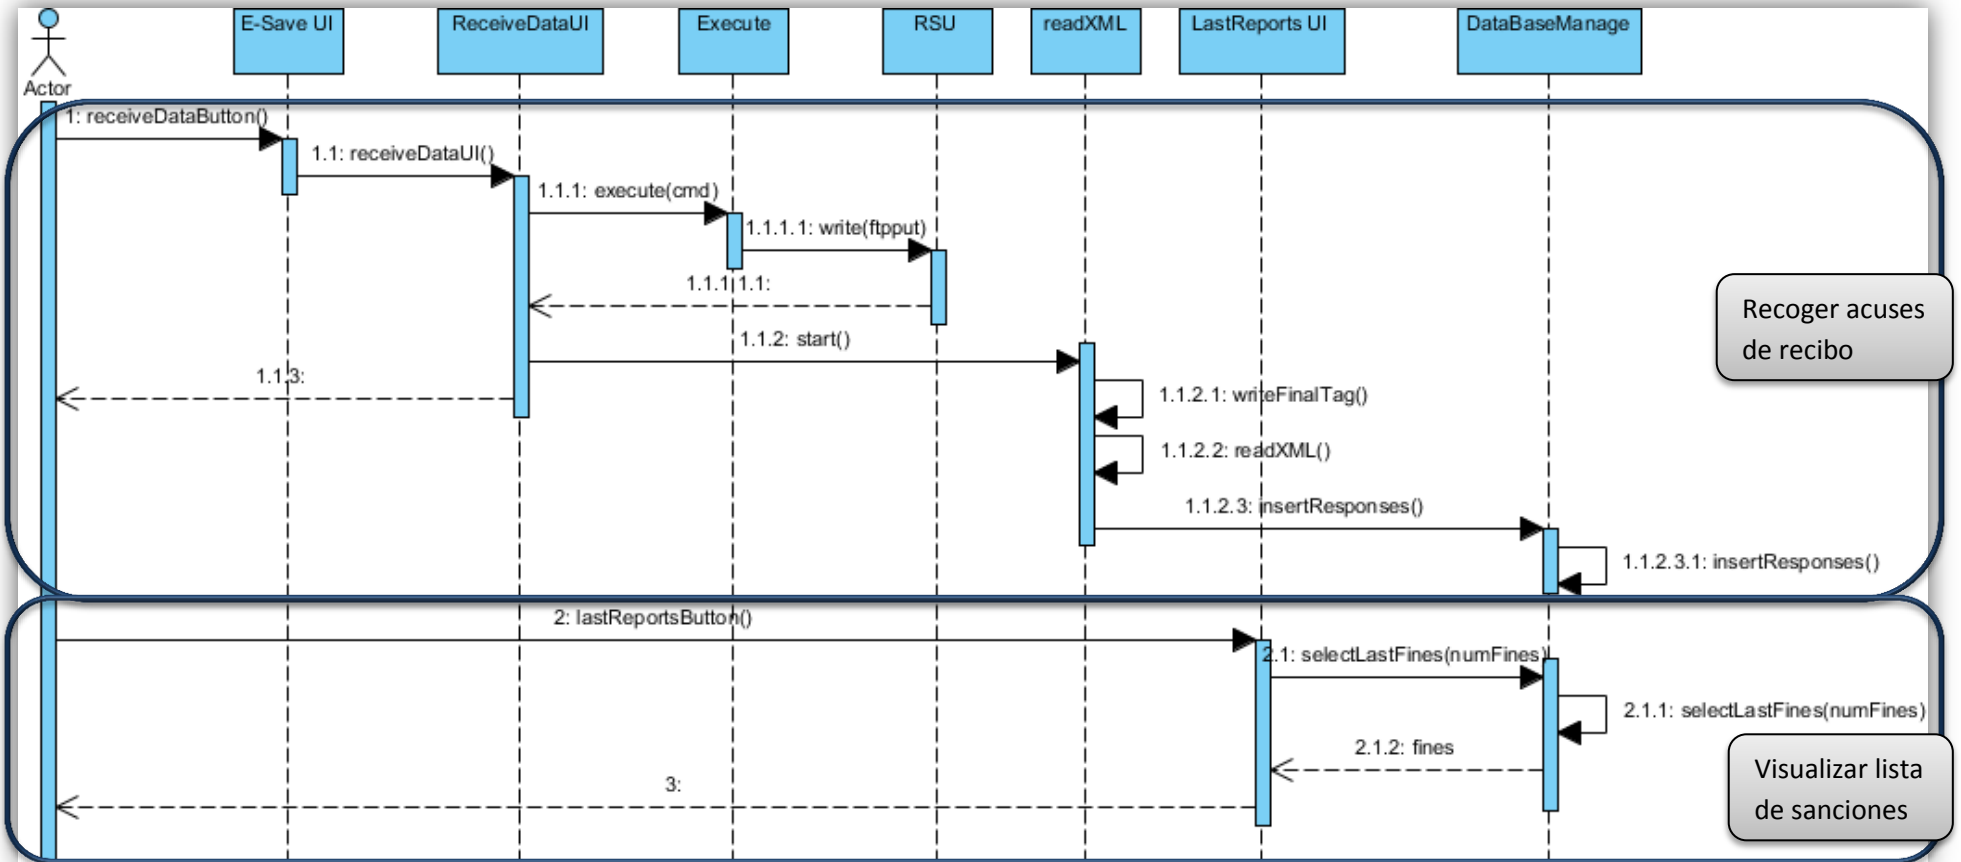 E-Save UI
ReceiveDataUI
Execute
RSU
readXML
LastReports UI
DataBaseManage
Actor
1: receiveDataButton()
1.1: receiveDataUI()
1.1.1: execute(cmd)
1.1.1.1: write(ftpput)
1.1.1.1.1:
1.1.2: start()
1.1.3:
1.1.2.1: writeFinalTag()
1.1.2.2: readXML()
1.1.2.3: insertResponses()
1.1.2.3.1: insertResponses()
Recoger acuses
de recibo
2: lastReportsButton()
2.1: selectLastFines(numFines)
2.1.1: selectLastFines(numFines)
2.1.2: fines
3:
Visualizar lista
de sanciones